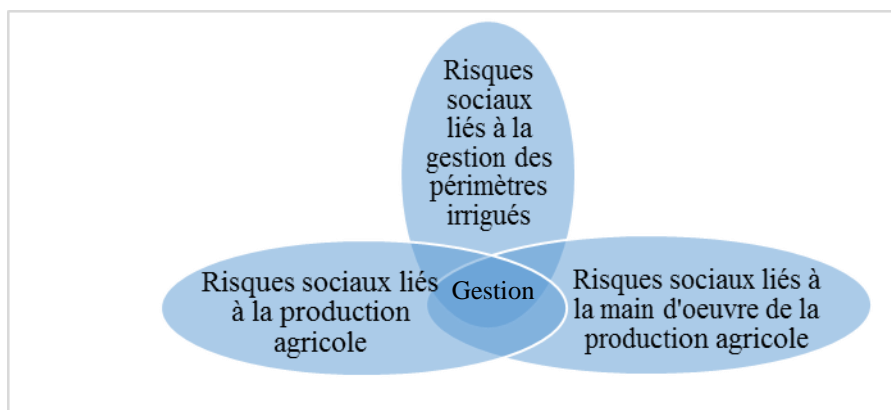 Risques
sociaux
liés à la
gestion des
périmètres
irrigués
Risques sociaux liés
à la production
agricole
Gestion
Risques sociaux liés à
la main d'oeuvre de la
production agricole